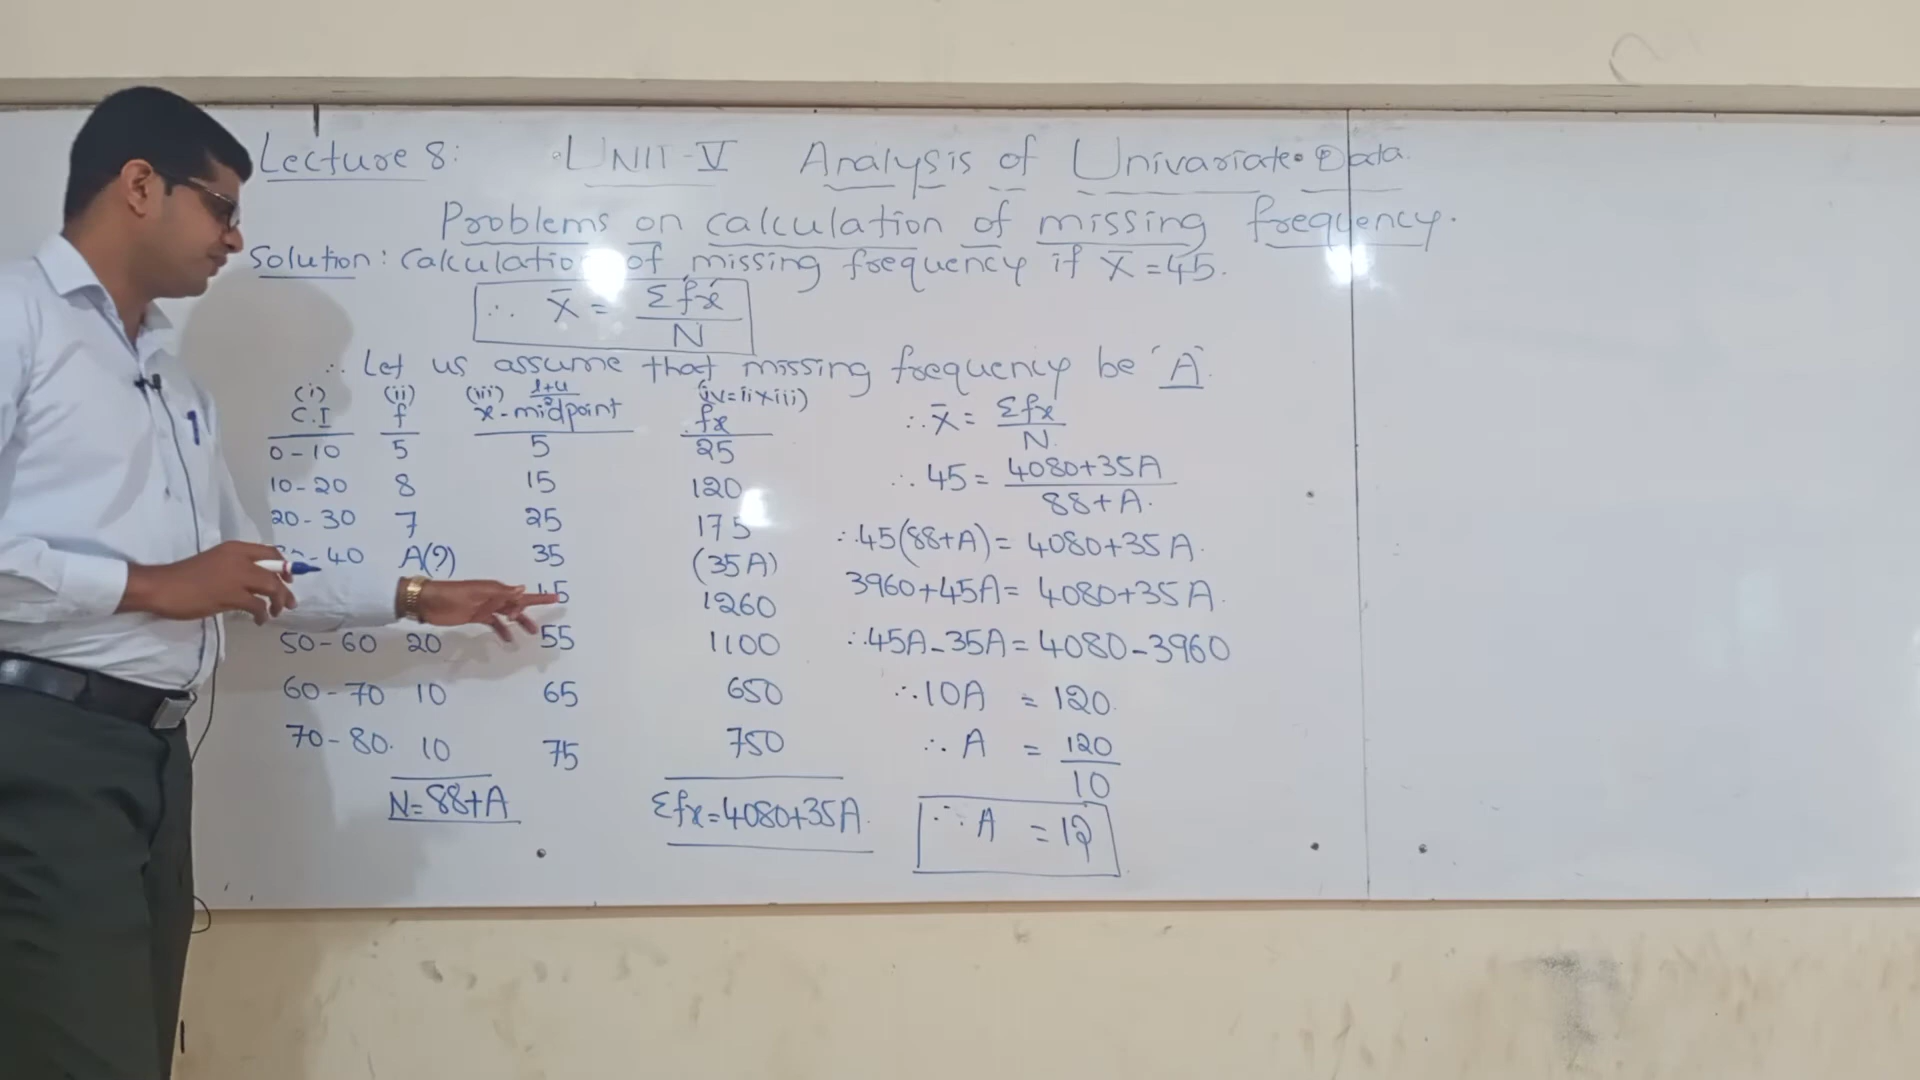 Lecture 8: UNIT-V Analysis of Univariate Data.
Problems on calculation of missing frequency.
Solution: Calculation of missing frequency if X̄ = 45.
∴ X̄ = Σfx / N
∴ Let us assume that missing frequency be 'A'.
(i) (ii) (iii) l+u/2 (iv=ii×iii)
C.I f x-midpoint fx
0-10 5 5 25
10-20 8 15 120
20-30 7 25 175
-40 A(?) 35 (35A)
45 1260
50-60 20 55 1100
60-70 10 65 650
70-80. 10 75 750
N=88+A Σfx=4080+35A.
∴ X̄ = Σfx / N.
∴ 45 = 4080+35A / 88+A.
∴45(88+A) = 4080+35A.
3960+45A = 4080+35A.
∴45A-35A = 4080-3960
∴10A = 120.
∴ A = 120 / 10
∴ A = 12